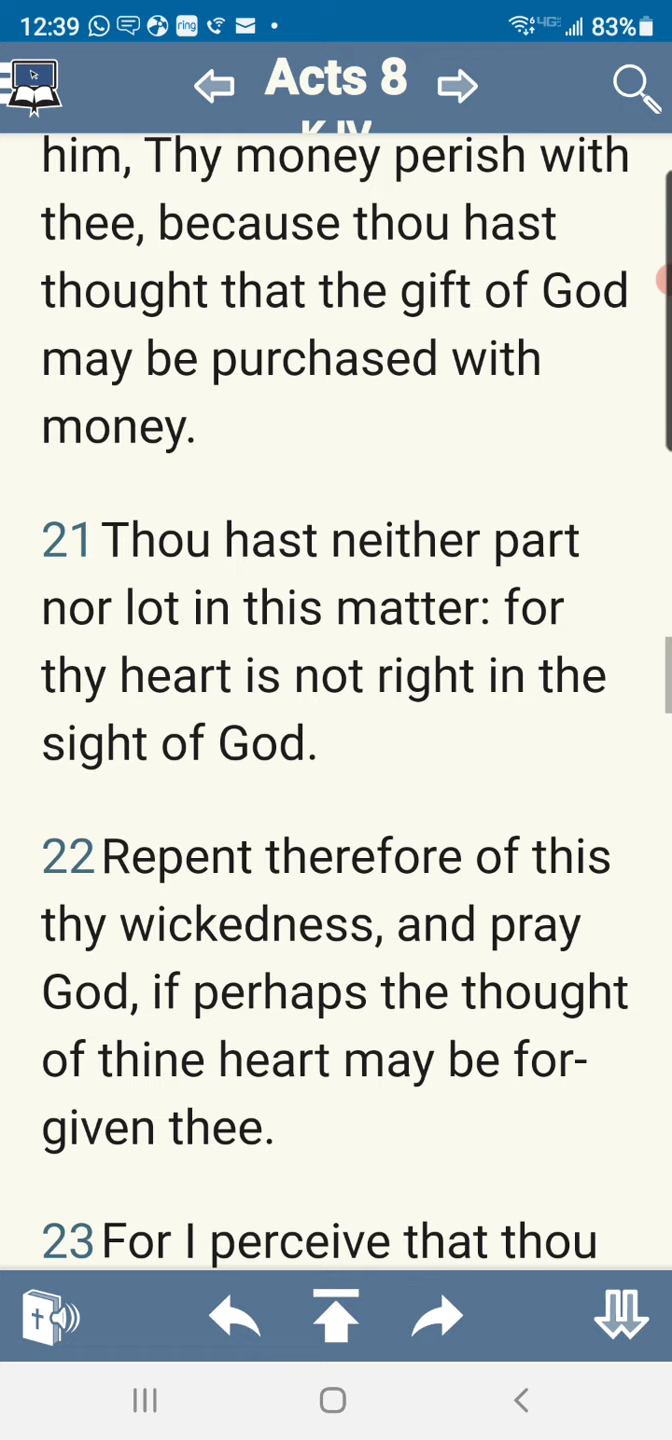 12:39 ring 4G 83%
Acts 8
KJV
him, Thy money perish with
thee, because thou hast
thought that the gift of God
may be purchased with
money.
21 Thou hast neither part
nor lot in this matter: for
thy heart is not right in the
sight of God.
22 Repent therefore of this
thy wickedness, and pray
God, if perhaps the thought
of thine heart may be for-
given thee.
23 For I perceive that thou